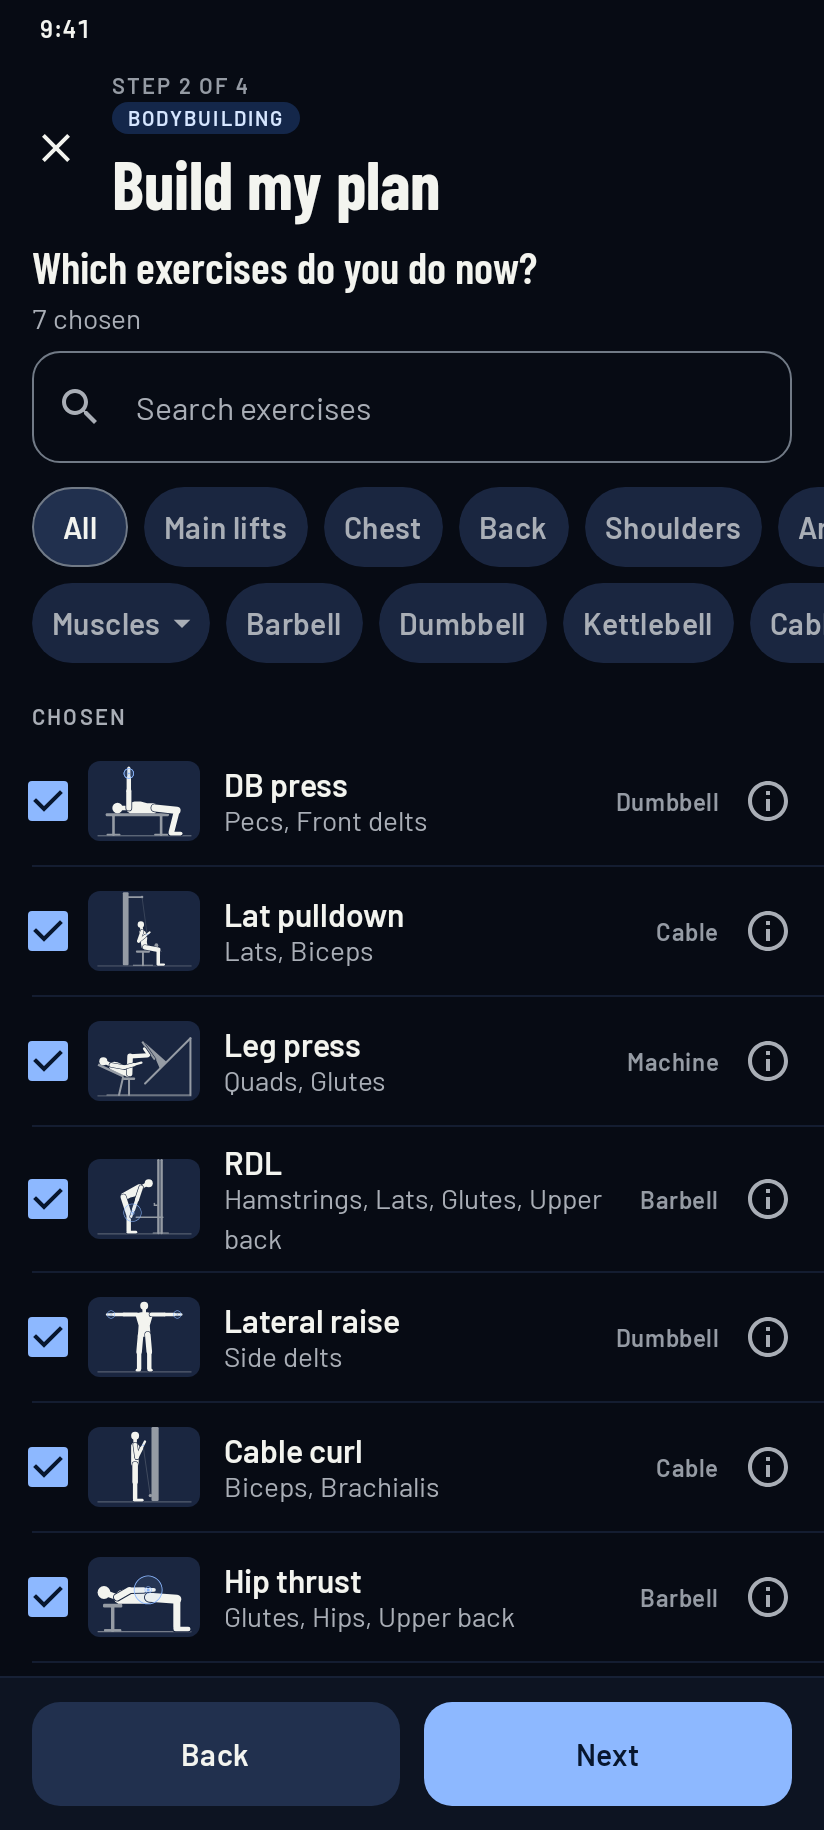 9:41
STEP 2 OF 4
BODYBUILDING
Build my plan
Which exercises do you do now?
7 chosen
Search exercises
All
Main lifts
Chest
Back
Shoulders
Muscles
Barbell
Dumbbell
Kettlebell
CHOSEN
DB press
Pecs, Front delts
Dumbbell
Lat pulldown
Lats, Biceps
Cable
Leg press
Quads, Glutes
Machine
RDL
Hamstrings, Lats, Glutes, Upper
back
Barbell
Lateral raise
Side delts
Dumbbell
Cable curl
Biceps, Brachialis
Cable
Hip thrust
Glutes, Hips, Upper back
Barbell
Back
Next